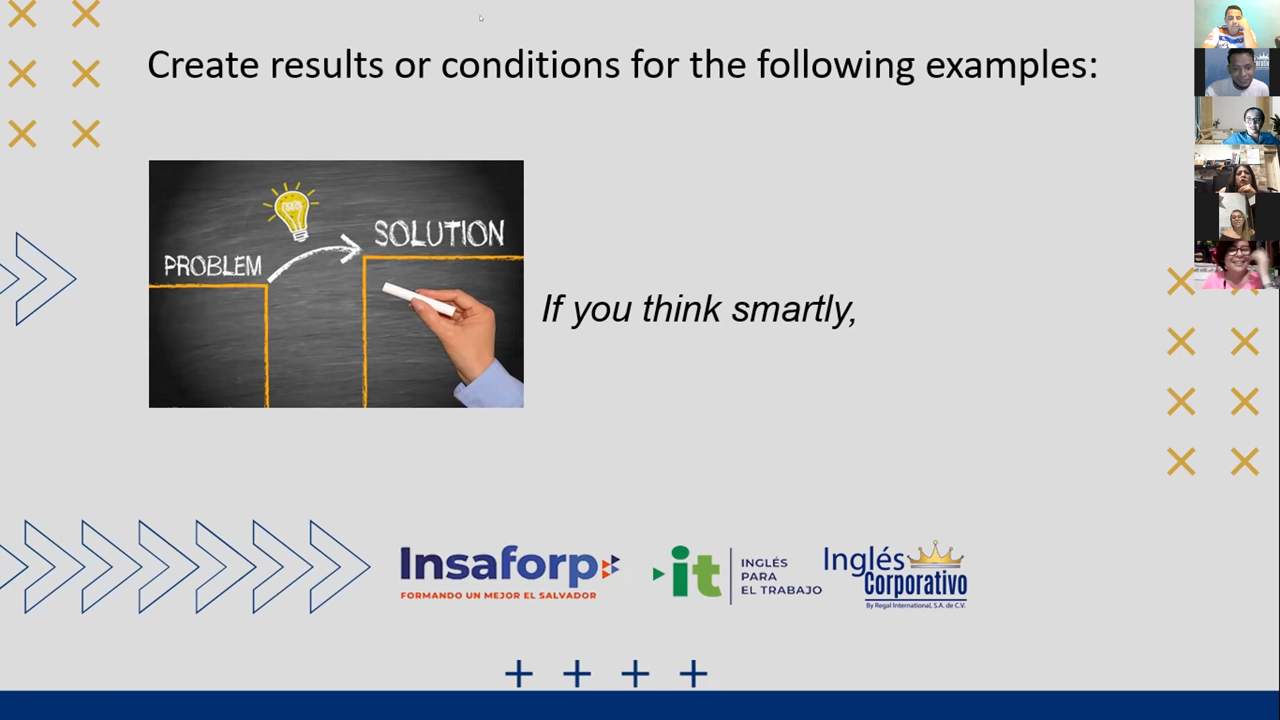 Create results or conditions for the following examples:
PROBLEM
SOLUTION
If you think smartly,
Insaforp
FORMANDO UN MEJOR EL SALVADOR
it
INGLÉS
PARA
EL TRABAJO
Inglés
Corporativo
By Regal International, S.A. de C.V.